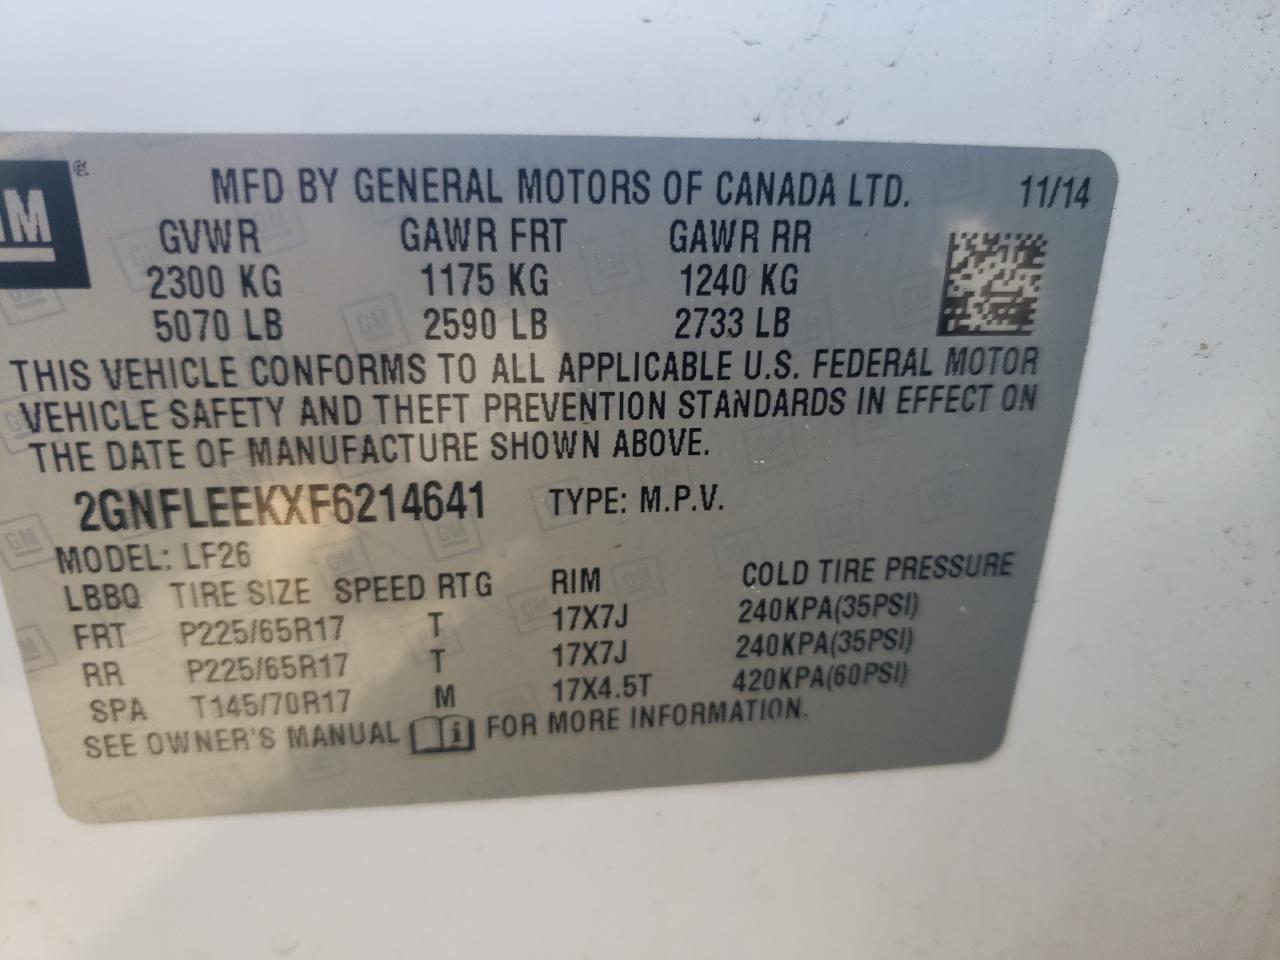 GM ®
MFD BY GENERAL MOTORS OF CANADA LTD. 11/14
GVWR GAWR FRT GAWR RR
2300 KG 1175 KG 1240 KG
5070 LB 2590 LB 2733 LB
THIS VEHICLE CONFORMS TO ALL APPLICABLE U.S. FEDERAL MOTOR
VEHICLE SAFETY AND THEFT PREVENTION STANDARDS IN EFFECT ON
THE DATE OF MANUFACTURE SHOWN ABOVE.
2GNFLEEKXF6214641 TYPE: M.P.V.
MODEL: LF26
LBBQ TIRE SIZE SPEED RTG RIM COLD TIRE PRESSURE
FRT P225/65R17 T 17X7J 240KPA(35PSI)
RR P225/65R17 T 17X7J 240KPA(35PSI)
SPA T145/70R17 M 17X4.5T 420KPA(60PSI)
SEE OWNER'S MANUAL i FOR MORE INFORMATION.